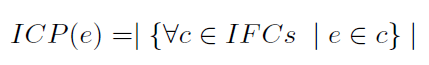 ICP(e) =| {∀c ∈ IFCs | e ∈ c} |